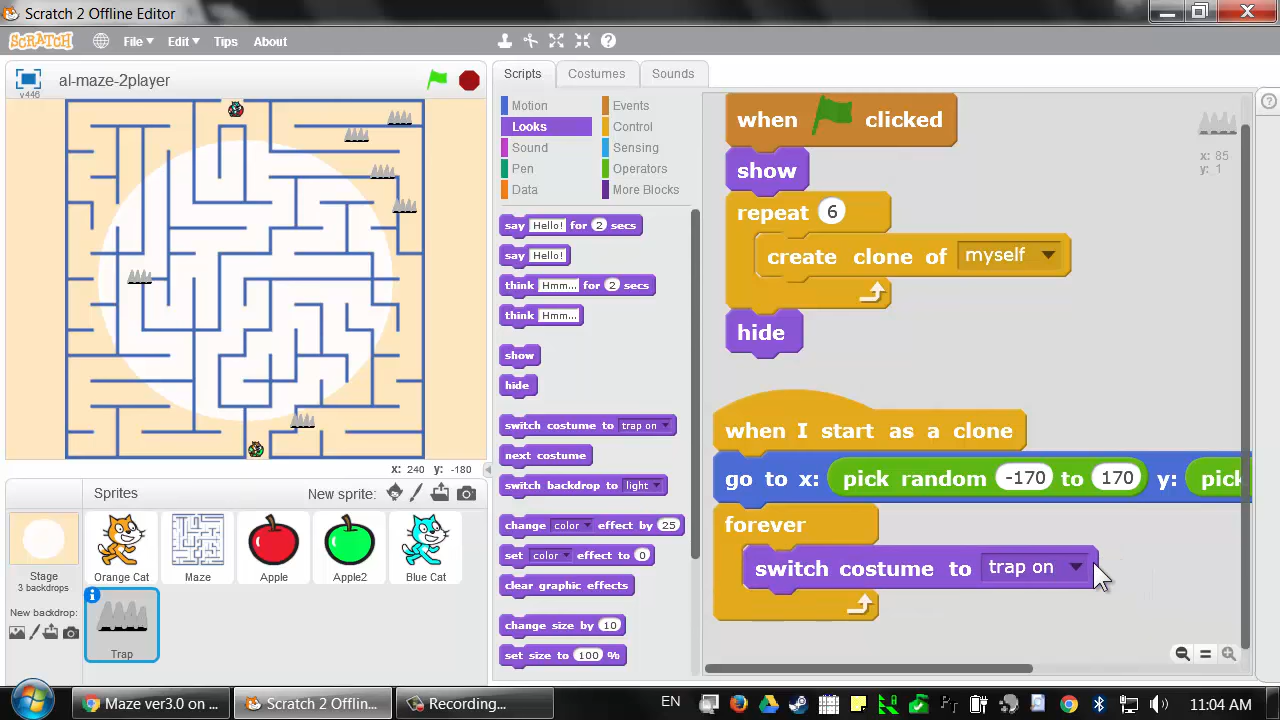 Scratch 2 Offline Editor
SCRATCH File Edit Tips About
v446
al-maze-2player
Scripts Costumes Sounds
Motion Events
Looks Control
Sound Sensing
Pen Operators
Data More Blocks
say Hello! for 2 secs
say Hello!
think Hmm... for 2 secs
think Hmm...
show
hide
switch costume to trap on
next costume
switch backdrop to light
change color effect by 25
set color effect to 0
clear graphic effects
change size by 10
set size to 100 %
when clicked
show
repeat 6
create clone of myself
hide
when I start as a clone
go to x: pick random -170 to 170 y: pick
forever
switch costume to trap on
x: 85
y: 1
x: 240 y: -180
Sprites New sprite:
Stage
3 backdrops
New backdrop:
Orange Cat Maze Apple Apple2 Blue Cat
Trap
Maze ver3.0 on ... Scratch 2 Offlin... Recording... EN 11:04 AM